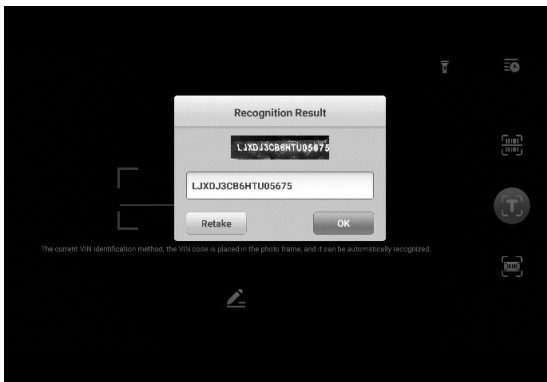 Recognition Result
LJXDJ3CB6HTU05675
LJXDJ3CB6HTU05675
Retake
OK
The current VIN identification method, the VIN code is placed in the photo frame, and it can be automatically recognized.